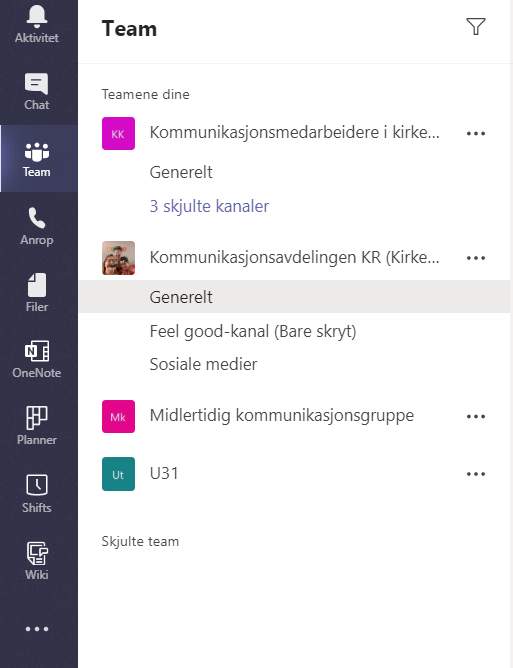 Aktivitet
Chat
Team
Anrop
Filer
OneNote
Planner
Shifts
Wiki
Team
Teamene dine
KK Kommunikasjonsmedarbeidere i kirke...
Generelt
3 skjulte kanaler
Kommunikasjonsavdelingen KR (Kirke...
Generelt
Feel good-kanal (Bare skryt)
Sosiale medier
Mk Midlertidig kommunikasjonsgruppe
Ut U31
Skjulte team